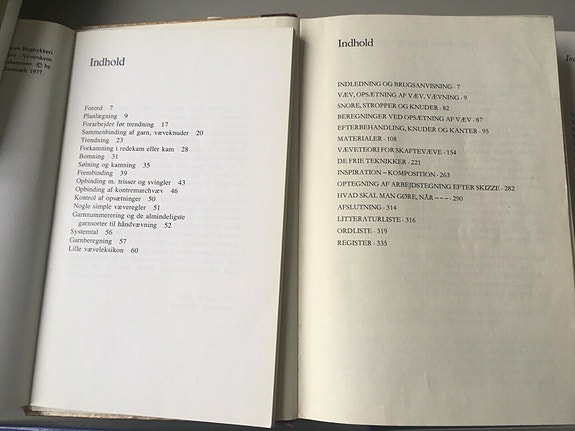 Bogtrykkeri
© by
1977
Indhold
Forord 7
Planlægning 9
Forarbejder før trendning 17
Sammenbinding af garn, væveknuder 20
Trendning 23
Forkamning i redekam eller kam 28
Bomning 31
Sølning og kamning 35
Frembinding 39
Opbinding m. trisser og svingler 43
Opbinding af kontremarchvæv 46
Kontrol af opsætninger 50
Nogle simple væveregler 51
Garnnummerering og de almindeligste
garnsorter til håndvævning 52
Systemtal 56
Garnberegning 57
Lille væveleksikon 60
Indhold
INDLEDNING OG BRUGSANVISNING · 7
VÆV, OPSÆTNING AF VÆV, VÆVNING · 9
SNORE, STROPPER OG KNUDER · 82
BEREGNINGER VED OPSÆTNING AF VÆV · 87
EFTERBEHANDLING, KNUDER OG KANTER · 95
MATERIALER · 108
VÆVETEORI FOR SKAFTEVÆVE · 154
DE FRIE TEKNIKKER · 221
INSPIRATION – KOMPOSITION · 263
OPTEGNING AF ARBEJDSTEGNING EFTER SKIZZE · 282
HVAD SKAL MAN GØRE, NÅR – – – · 290
AFSLUTNING · 314
LITTERATURLISTE · 316
ORDLISTE · 319
REGISTER · 335